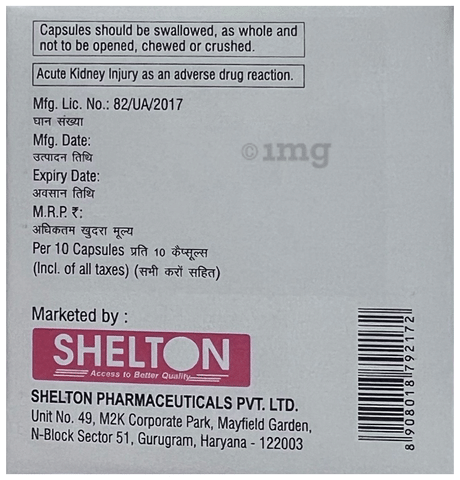 Capsules should be swallowed, as whole and
not to be opened, chewed or crushed.
Acute Kidney Injury as an adverse drug reaction.
Mfg. Lic. No.: 82/UA/2017
घान संख्या
Mfg. Date:
उत्पादन तिथि
Expiry Date:
अवसान तिथि
M.R.P. ₹:
अधिकतम खुदरा मूल्य
Per 10 Capsules प्रति 10 कैप्सूल्स
(Incl. of all taxes) (सभी करों सहित)
©1mg
Marketed by :
SHELTON
Access to Better Quality
SHELTON PHARMACEUTICALS PVT. LTD.
Unit No. 49, M2K Corporate Park, Mayfield Garden,
N-Block Sector 51, Gurugram, Haryana - 122003
8908018792172